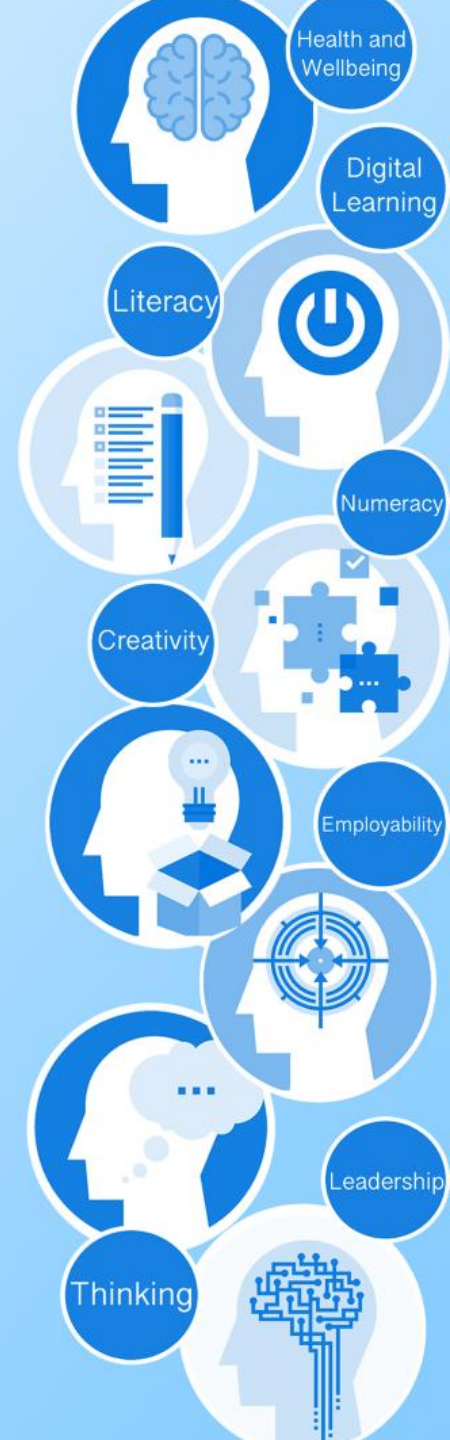 Health and
Wellbeing
Digital
Learning
Literacy
Numeracy
Creativity
Employability
Leadership
Thinking